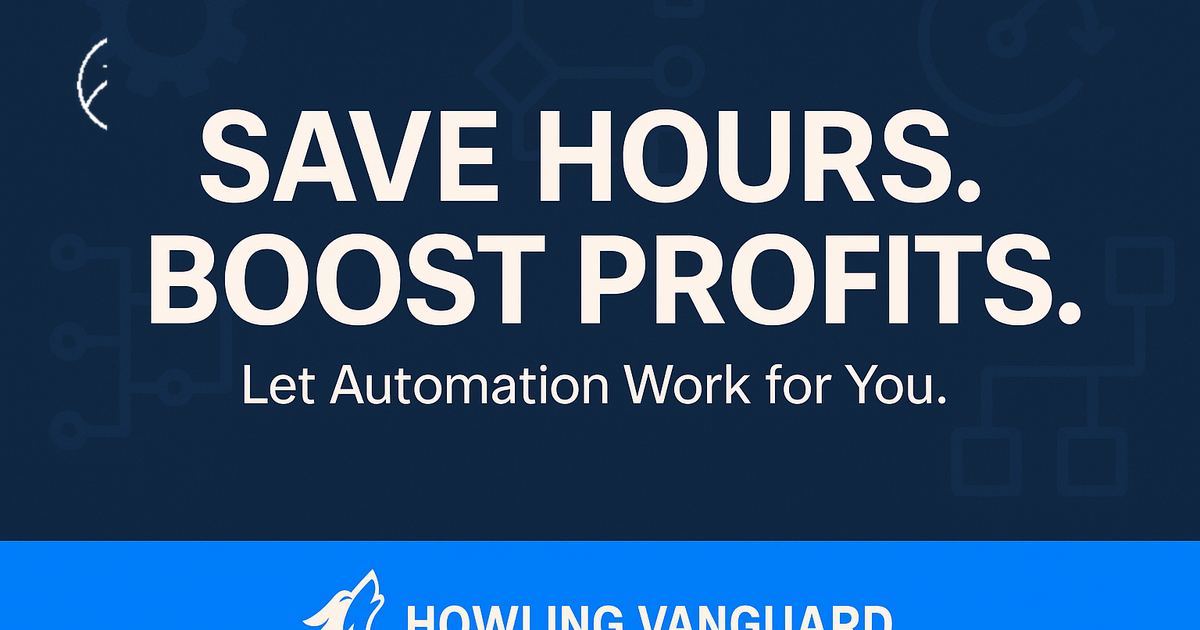 SAVE HOURS.
BOOST PROFITS.
Let Automation Work for You.
HOWLING VANGUARD